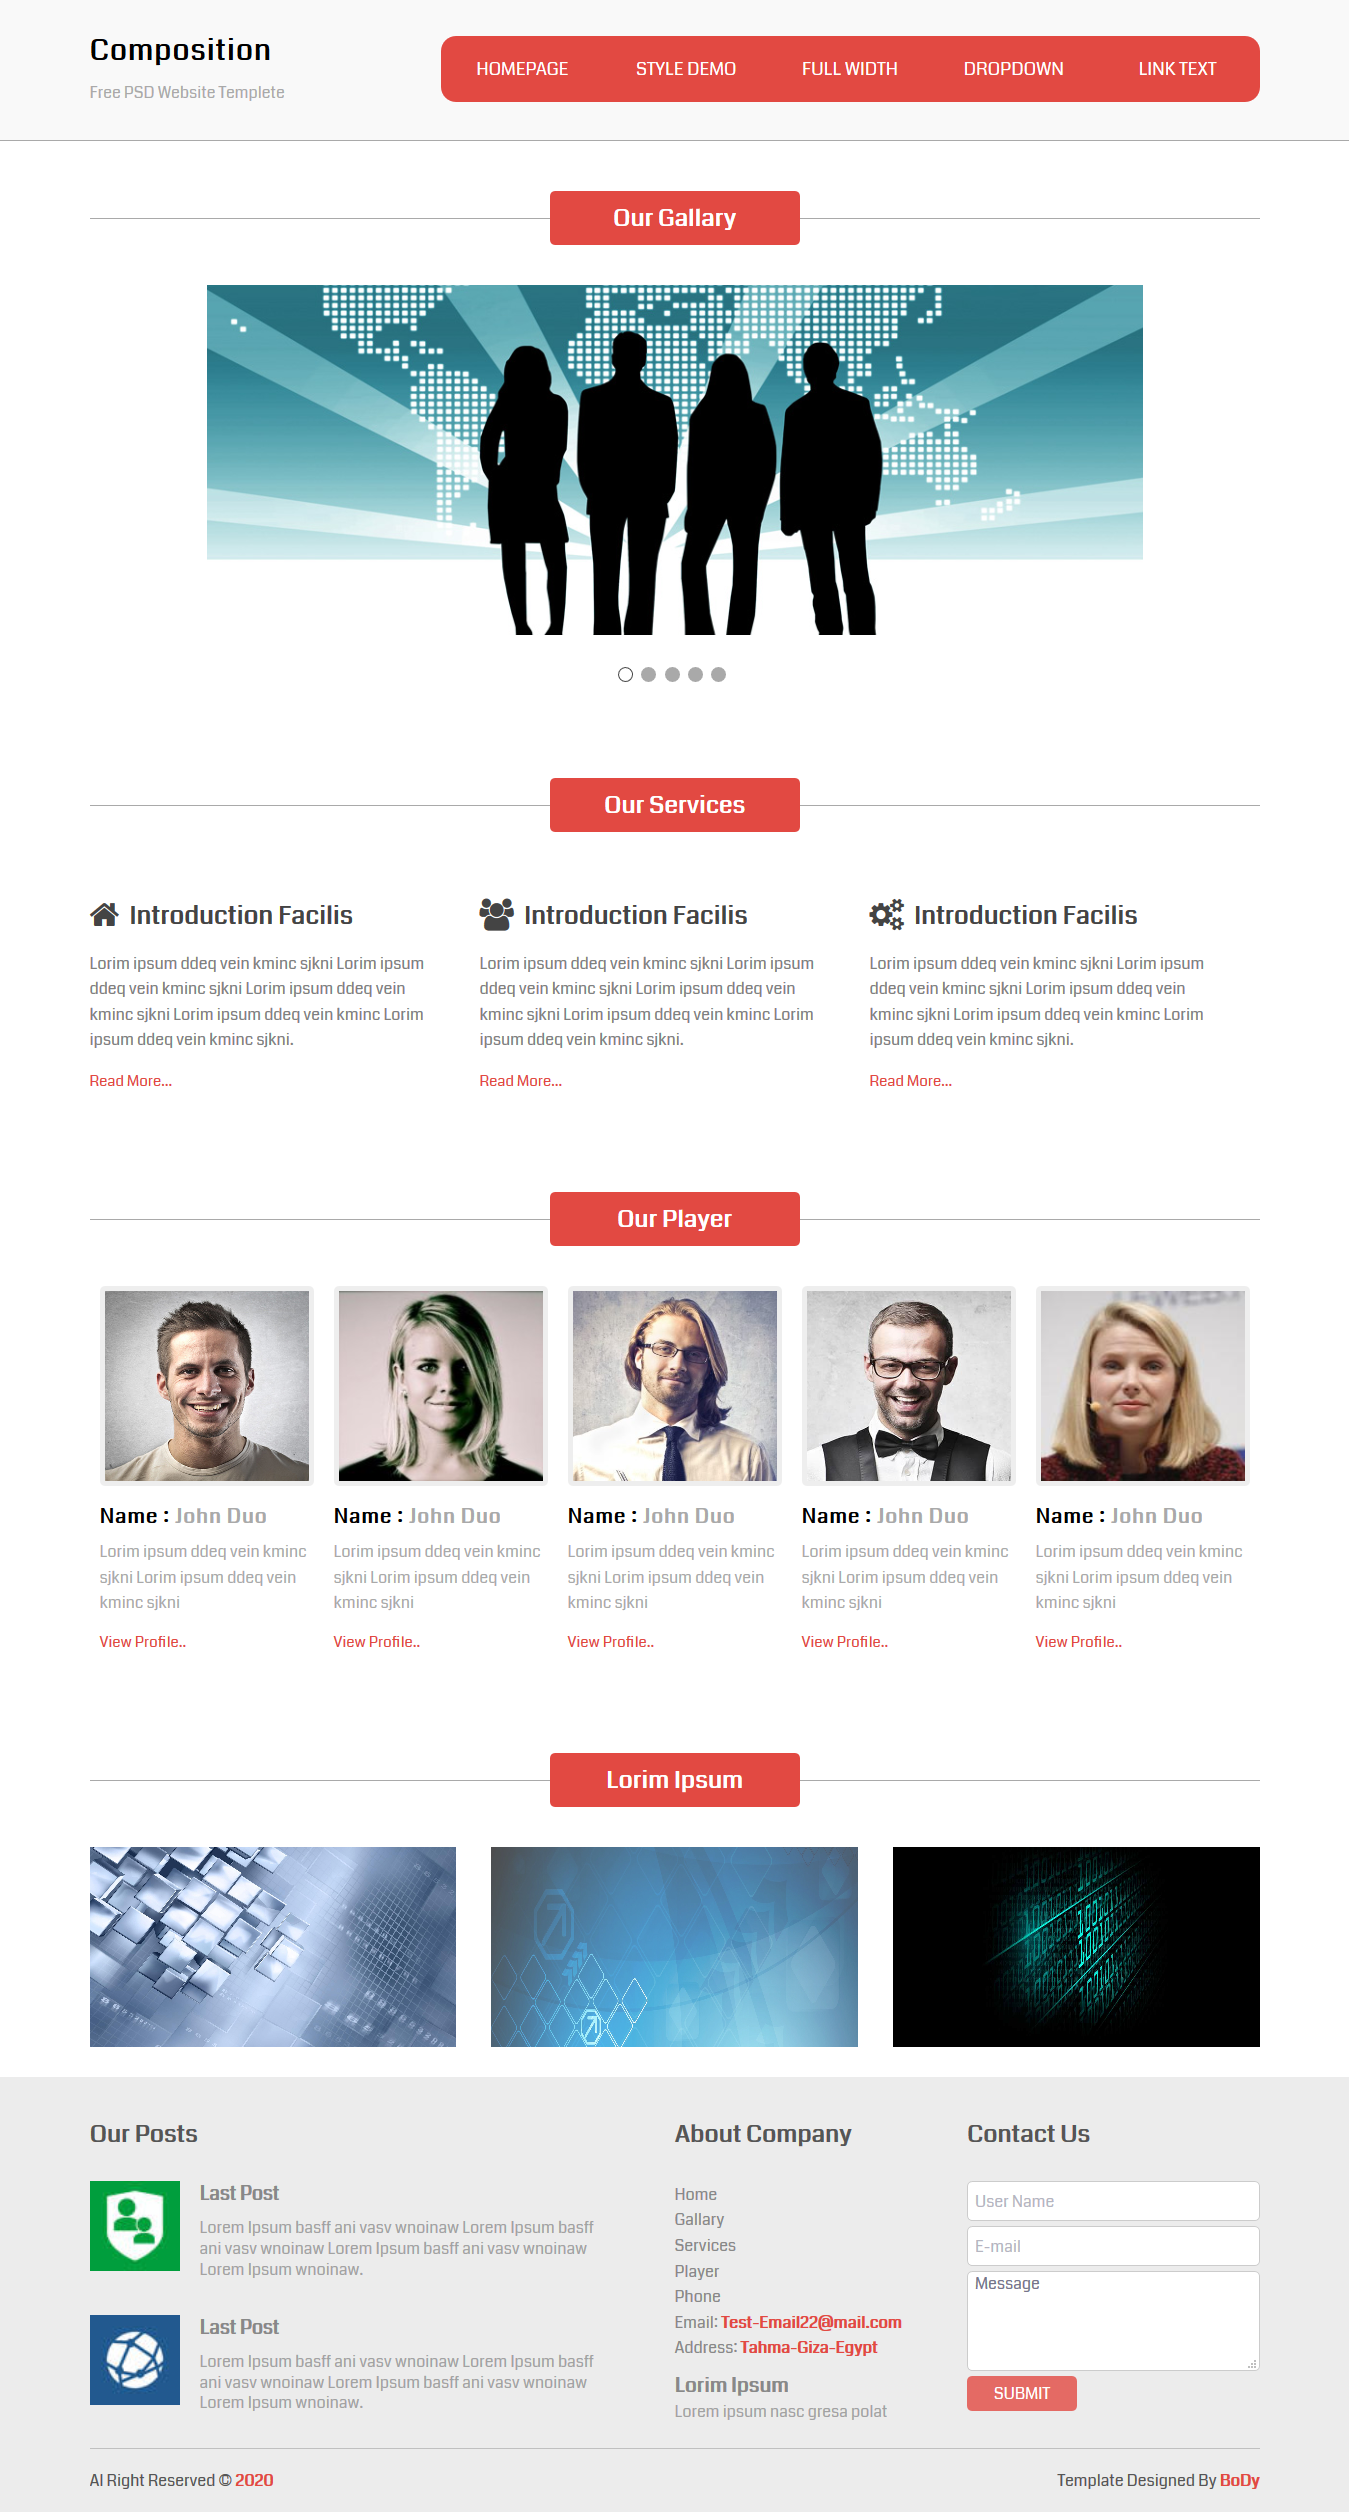 Composition
Free PSD Website Templete
HOMEPAGE STYLE DEMO FULL WIDTH DROPDOWN LINK TEXT
Our Gallary
Our Services
Introduction Facilis
Lorim ipsum ddeq vein kminc sjkni Lorim ipsum
ddeq vein kminc sjkni Lorim ipsum ddeq vein
kminc sjkni Lorim ipsum ddeq vein kminc Lorim
ipsum ddeq vein kminc sjkni.
Read More...
Introduction Facilis
Lorim ipsum ddeq vein kminc sjkni Lorim ipsum
ddeq vein kminc sjkni Lorim ipsum ddeq vein
kminc sjkni Lorim ipsum ddeq vein kminc Lorim
ipsum ddeq vein kminc sjkni.
Read More...
Introduction Facilis
Lorim ipsum ddeq vein kminc sjkni Lorim ipsum
ddeq vein kminc sjkni Lorim ipsum ddeq vein
kminc sjkni Lorim ipsum ddeq vein kminc Lorim
ipsum ddeq vein kminc sjkni.
Read More...
Our Player
Name : John Duo
Lorim ipsum ddeq vein kminc
sjkni Lorim ipsum ddeq vein
kminc sjkni
View Profile..
Name : John Duo
Lorim ipsum ddeq vein kminc
sjkni Lorim ipsum ddeq vein
kminc sjkni
View Profile..
Name : John Duo
Lorim ipsum ddeq vein kminc
sjkni Lorim ipsum ddeq vein
kminc sjkni
View Profile..
Name : John Duo
Lorim ipsum ddeq vein kminc
sjkni Lorim ipsum ddeq vein
kminc sjkni
View Profile..
Name : John Duo
Lorim ipsum ddeq vein kminc
sjkni Lorim ipsum ddeq vein
kminc sjkni
View Profile..
Lorim Ipsum
Our Posts
Last Post
Lorem Ipsum basff ani vasv wnoinaw Lorem Ipsum basff
ani vasv wnoinaw Lorem Ipsum basff ani vasv wnoinaw
Lorem Ipsum wnoinaw.
Last Post
Lorem Ipsum basff ani vasv wnoinaw Lorem Ipsum basff
ani vasv wnoinaw Lorem Ipsum basff ani vasv wnoinaw
Lorem Ipsum wnoinaw.
About Company
Home
Gallary
Services
Player
Phone
Email: Test-Email22@mail.com
Address: Tahma-Giza-Egypt
Lorim Ipsum
Lorem ipsum nasc gresa polat
Contact Us
User Name
E-mail
Message
SUBMIT
Al Right Reserved © 2020
Template Designed By BoDy